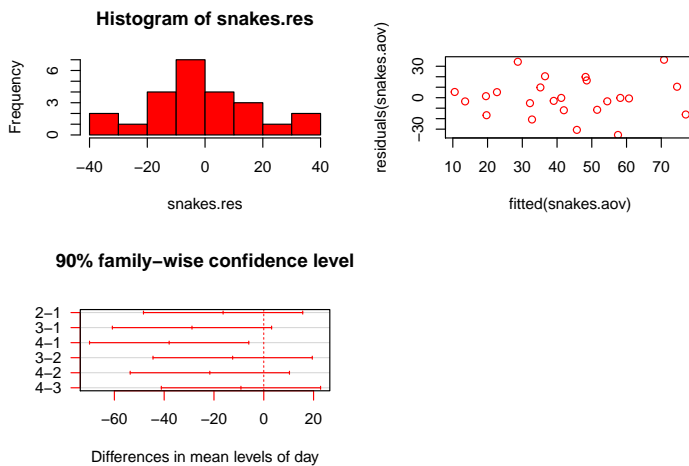 Histogram of snakes.res
Frequency
0 3 6
−40 −20 0 20 40
snakes.res
residuals(snakes.aov)
−30 0 30
10 20 30 40 50 60 70
fitted(snakes.aov)
90% family−wise confidence level
2−1
3−1
4−1
3−2
4−2
4−3
−60 −40 −20 0 20
Differences in mean levels of day